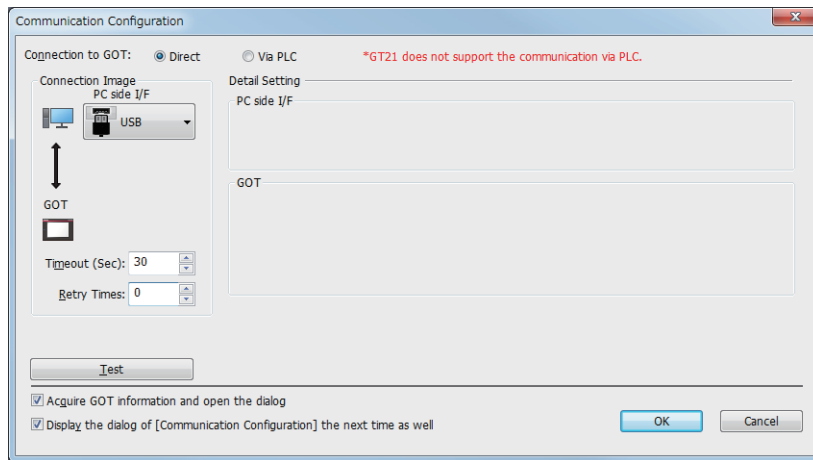 Communication Configuration
Connection to GOT: Direct Via PLC *GT21 does not support the communication via PLC.
Connection Image
PC side I/F
USB
GOT
Timeout (Sec): 30
Retry Times: 0
Detail Setting
PC side I/F
GOT
Test
Acquire GOT information and open the dialog
Display the dialog of [Communication Configuration] the next time as well
OK Cancel